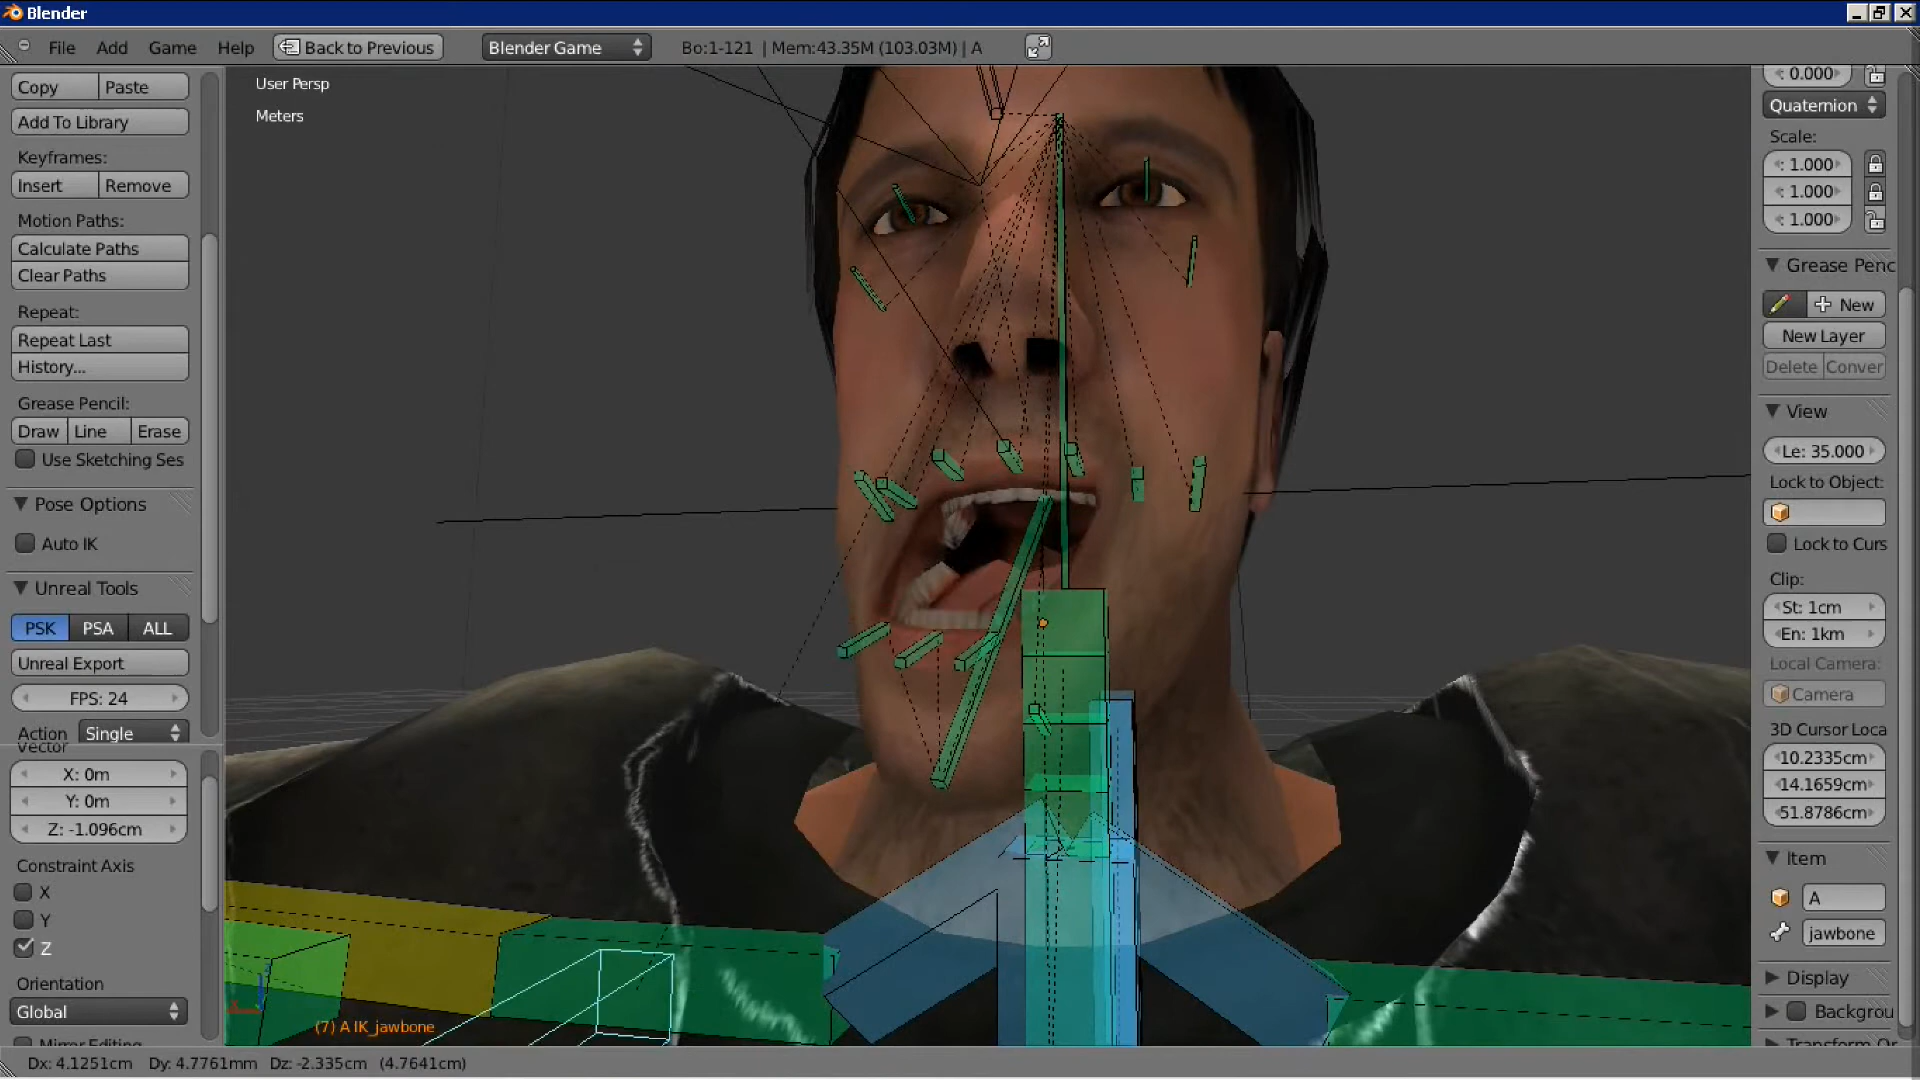 Blender
File Add Game Help Back to Previous Blender Game Bo:1-121 | Mem:43.35M (103.03M) | A
Copy Paste
Add To Library
Keyframes:
Insert Remove
Motion Paths:
Calculate Paths
Clear Paths
Repeat:
Repeat Last
History...
Grease Pencil:
Draw Line Erase
Use Sketching Ses
Pose Options
Auto IK
Unreal Tools
PSK PSA ALL
Unreal Export
FPS: 24
Action Single
Vector
X: 0m
Y: 0m
Z: -1.096cm
Constraint Axis
X
Y
Z
Orientation
Global
Mirror Editing
User Persp
Meters
(7) A IK_jawbone
Dx: 4.1251cm Dy: 4.7761mm Dz: -2.335cm (4.7641cm)
: 0.000
Quaternion
Scale:
: 1.000
: 1.000
: 1.000
Grease Penc
New
New Layer
Delete Conver
View
Le: 35.000
Lock to Object:
Lock to Curs
Clip:
St: 1cm
En: 1km
Local Camera:
Camera
3D Cursor Loca
10.2335cm
14.1659cm
51.8786cm
Item
A
jawbone
Display
Backgrou
Transform Or